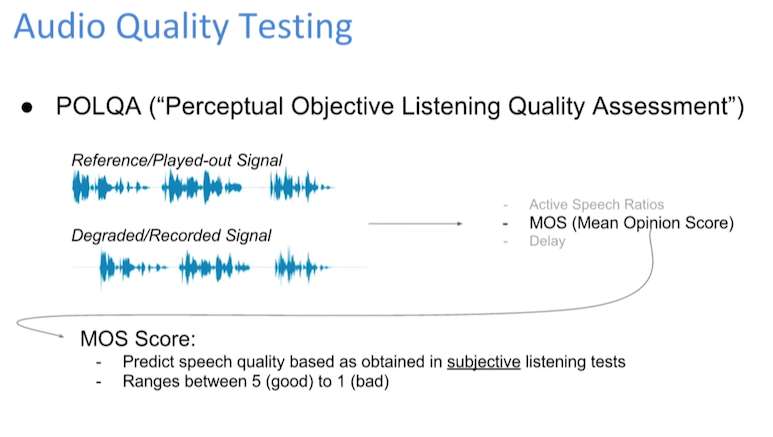 Audio Quality Testing
● POLQA (“Perceptual Objective Listening Quality Assessment”)
Reference/Played-out Signal
Degraded/Recorded Signal
- Active Speech Ratios
- MOS (Mean Opinion Score)
- Delay
MOS Score:
- Predict speech quality based as obtained in subjective listening tests
- Ranges between 5 (good) to 1 (bad)